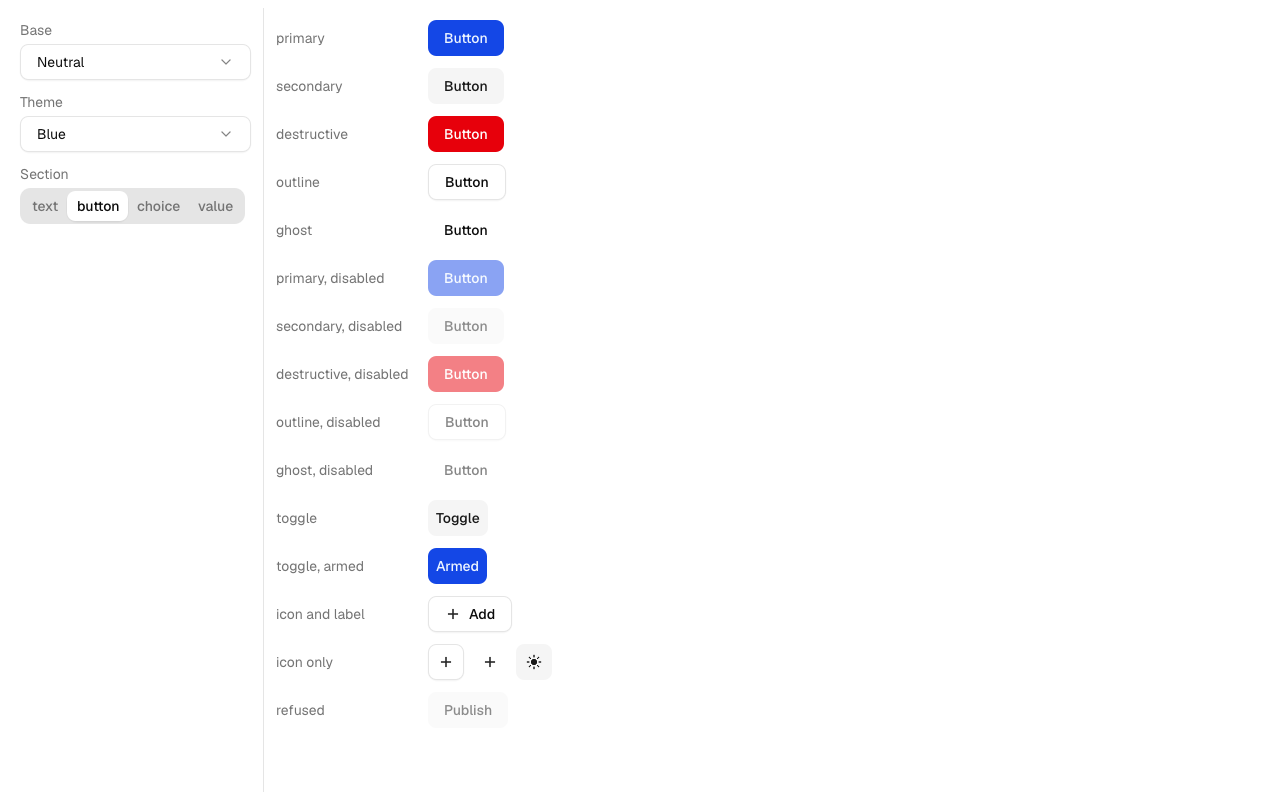 Base
Neutral
Theme
Blue
Section
text button choice value
primary Button
secondary Button
destructive Button
outline Button
ghost Button
primary, disabled Button
secondary, disabled Button
destructive, disabled Button
outline, disabled Button
ghost, disabled Button
toggle Toggle
toggle, armed Armed
icon and label Add
icon only
refused Publish